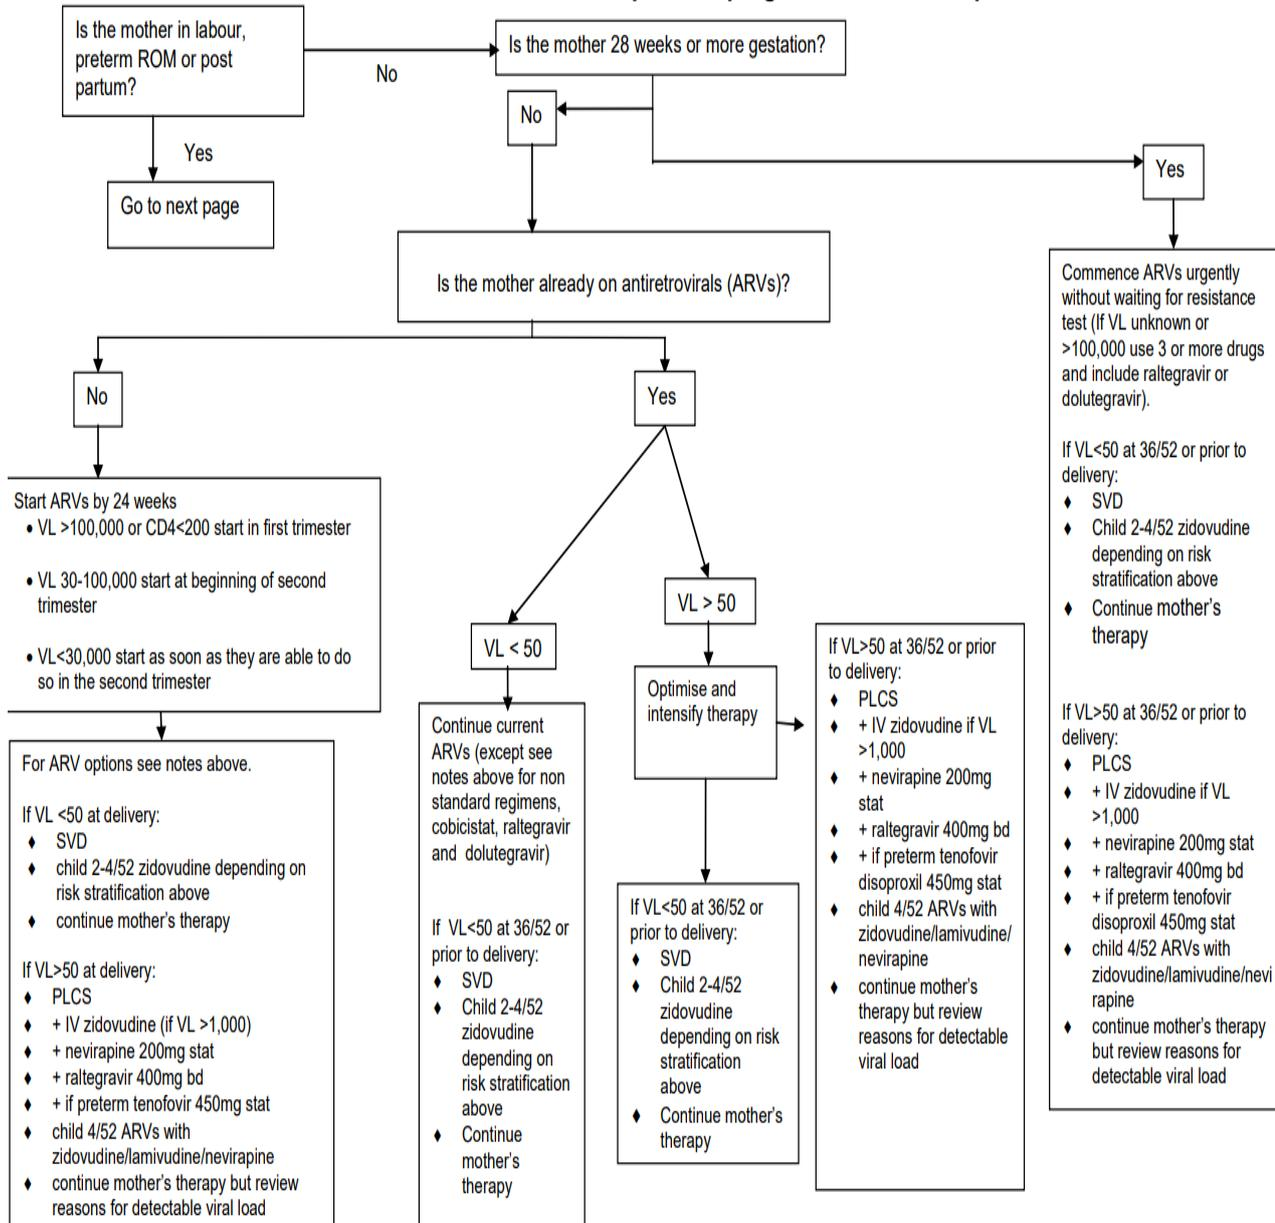 Is the mother in labour,
preterm ROM or post
partum?
No
Is the mother 28 weeks or more gestation?
Yes
Go to next page
No
Yes
Is the mother already on antiretrovirals (ARVs)?
No
Yes
Start ARVs by 24 weeks
• VL >100,000 or CD4<200 start in first trimester
• VL 30-100,000 start at beginning of second
trimester
• VL<30,000 start as soon as they are able to do
so in the second trimester
For ARV options see notes above.
If VL <50 at delivery:
♦ SVD
♦ child 2-4/52 zidovudine depending on
risk stratification above
♦ continue mother's therapy
If VL>50 at delivery:
♦ PLCS
♦ + IV zidovudine (if VL >1,000)
♦ + nevirapine 200mg stat
♦ + raltegravir 400mg bd
♦ + if preterm tenofovir 450mg stat
♦ child 4/52 ARVs with
zidovudine/lamivudine/nevirapine
♦ continue mother's therapy but review
reasons for detectable viral load
VL < 50
Continue current
ARVs (except see
notes above for non
standard regimens,
cobicistat, raltegravir
and dolutegravir)
If VL<50 at 36/52 or
prior to delivery:
♦ SVD
♦ Child 2-4/52
zidovudine
depending on
risk stratification
above
♦ Continue
mother's
therapy
VL > 50
Optimise and
intensify therapy
If VL<50 at 36/52 or
prior to delivery:
♦ SVD
♦ Child 2-4/52
zidovudine
depending on risk
stratification
above
♦ Continue mother's
therapy
If VL>50 at 36/52 or prior
to delivery:
♦ PLCS
♦ + IV zidovudine if VL
>1,000
♦ + nevirapine 200mg
stat
♦ + raltegravir 400mg bd
♦ + if preterm tenofovir
disoproxil 450mg stat
♦ child 4/52 ARVs with
zidovudine/lamivudine/
nevirapine
♦ continue mother's
therapy but review
reasons for detectable
viral load
Commence ARVs urgently
without waiting for resistance
test (If VL unknown or
>100,000 use 3 or more drugs
and include raltegravir or
dolutegravir).
If VL<50 at 36/52 or prior to
delivery:
♦ SVD
♦ Child 2-4/52 zidovudine
depending on risk
stratification above
♦ Continue mother's
therapy
If VL>50 at 36/52 or prior to
delivery:
♦ PLCS
♦ + IV zidovudine if VL
>1,000
♦ + nevirapine 200mg stat
♦ + raltegravir 400mg bd
♦ + if preterm tenofovir
disoproxil 450mg stat
♦ child 4/52 ARVs with
zidovudine/lamivudine/nevi
rapine
♦ continue mother's therapy
but review reasons for
detectable viral load